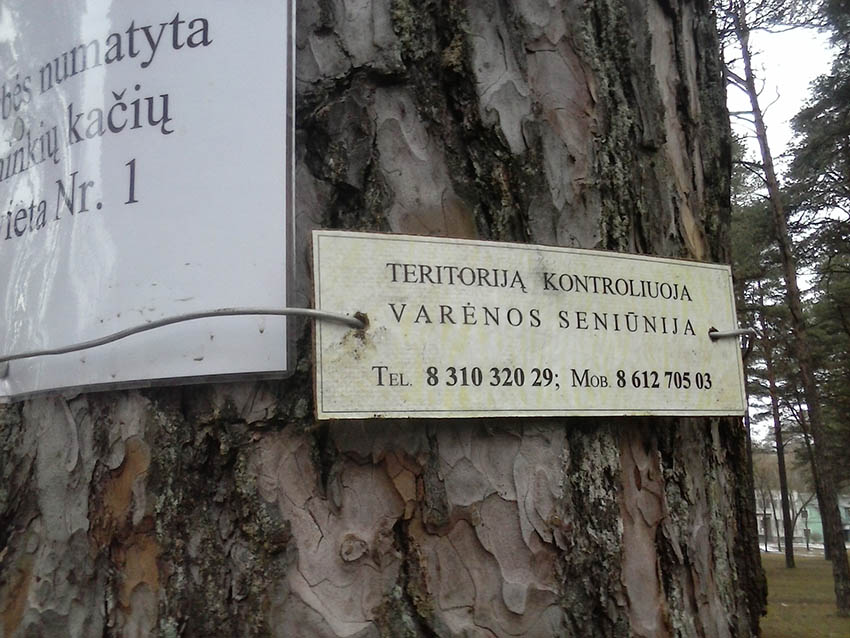 numatyta
kačių
Nr. 1
TERITORIJĄ KONTROLIUOJA
VARĖNOS SENIŪNIJA
TEL. 8 310 320 29; MOB. 8 612 705 03